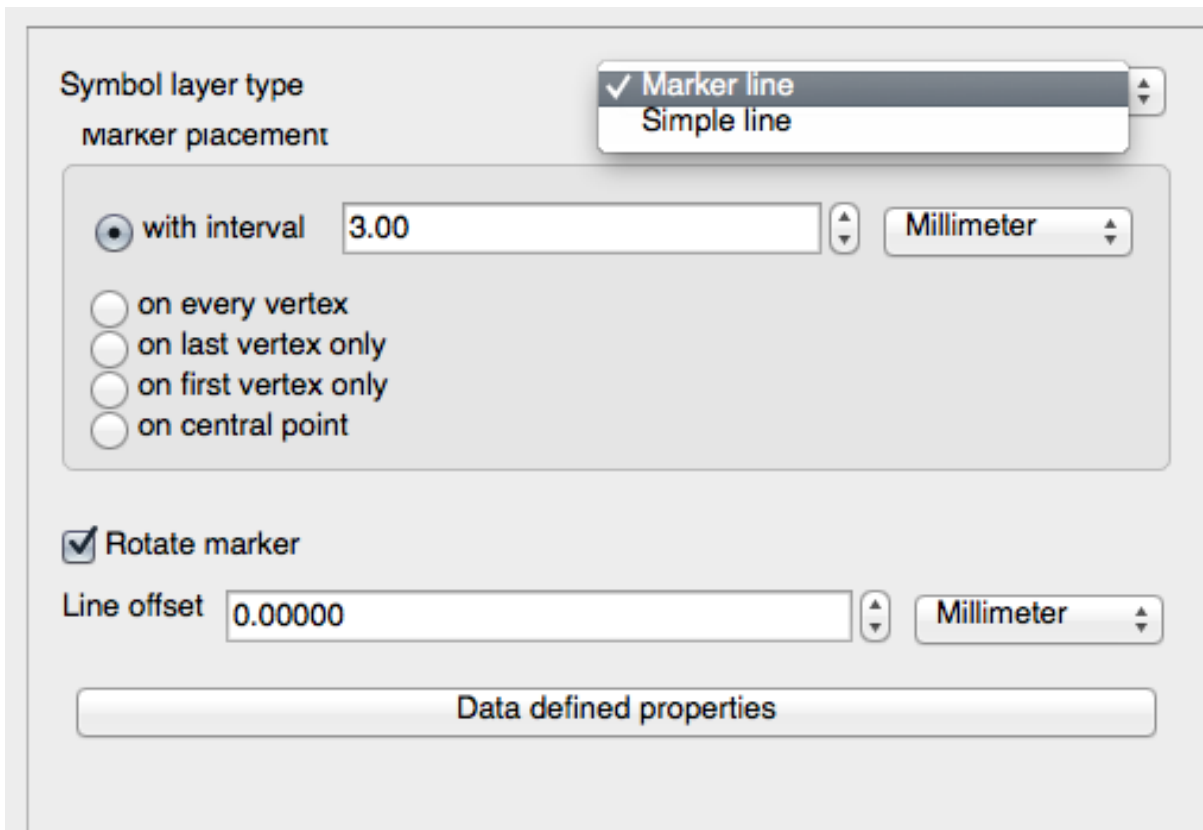 Symbol layer type
Marker line
Simple line
Marker placement
with interval 3.00 Millimeter
on every vertex
on last vertex only
on first vertex only
on central point
Rotate marker
Line offset 0.00000 Millimeter
Data defined properties